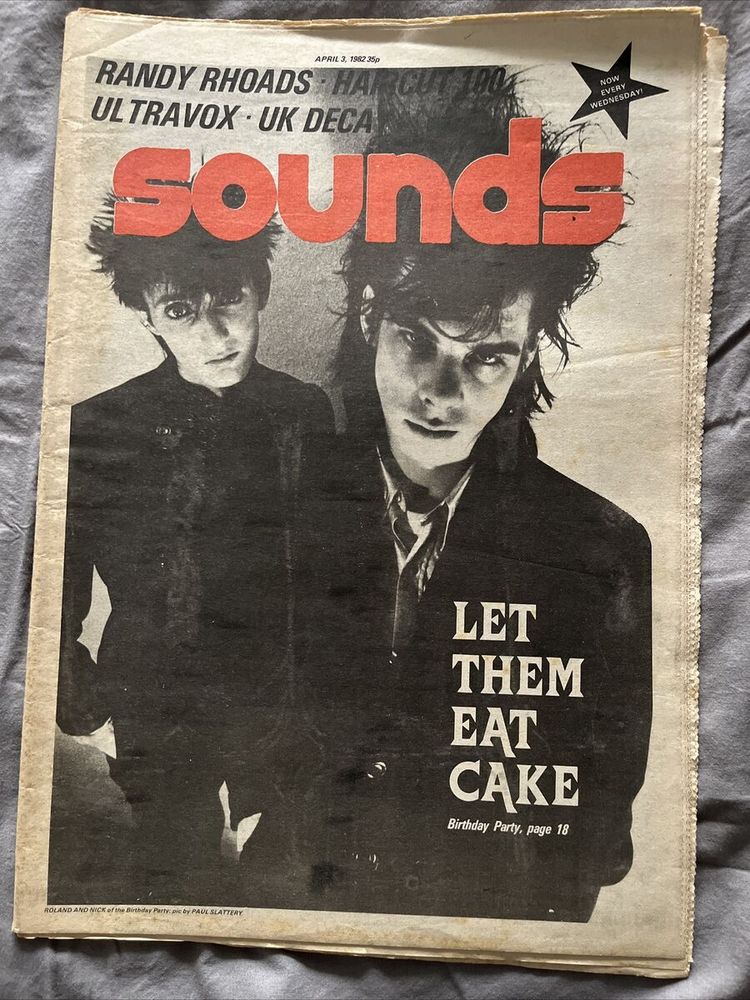 APRIL 3, 1982 35p
RANDY RHOADS · HAIRCUT 100
ULTRAVOX · UK DECAY
NOW
EVERY
WEDNESDAY!
sounds
LET
THEM
EAT
CAKE
Birthday Party, page 18
ROLAND AND NICK of the Birthday Party: pic by PAUL SLATTERY